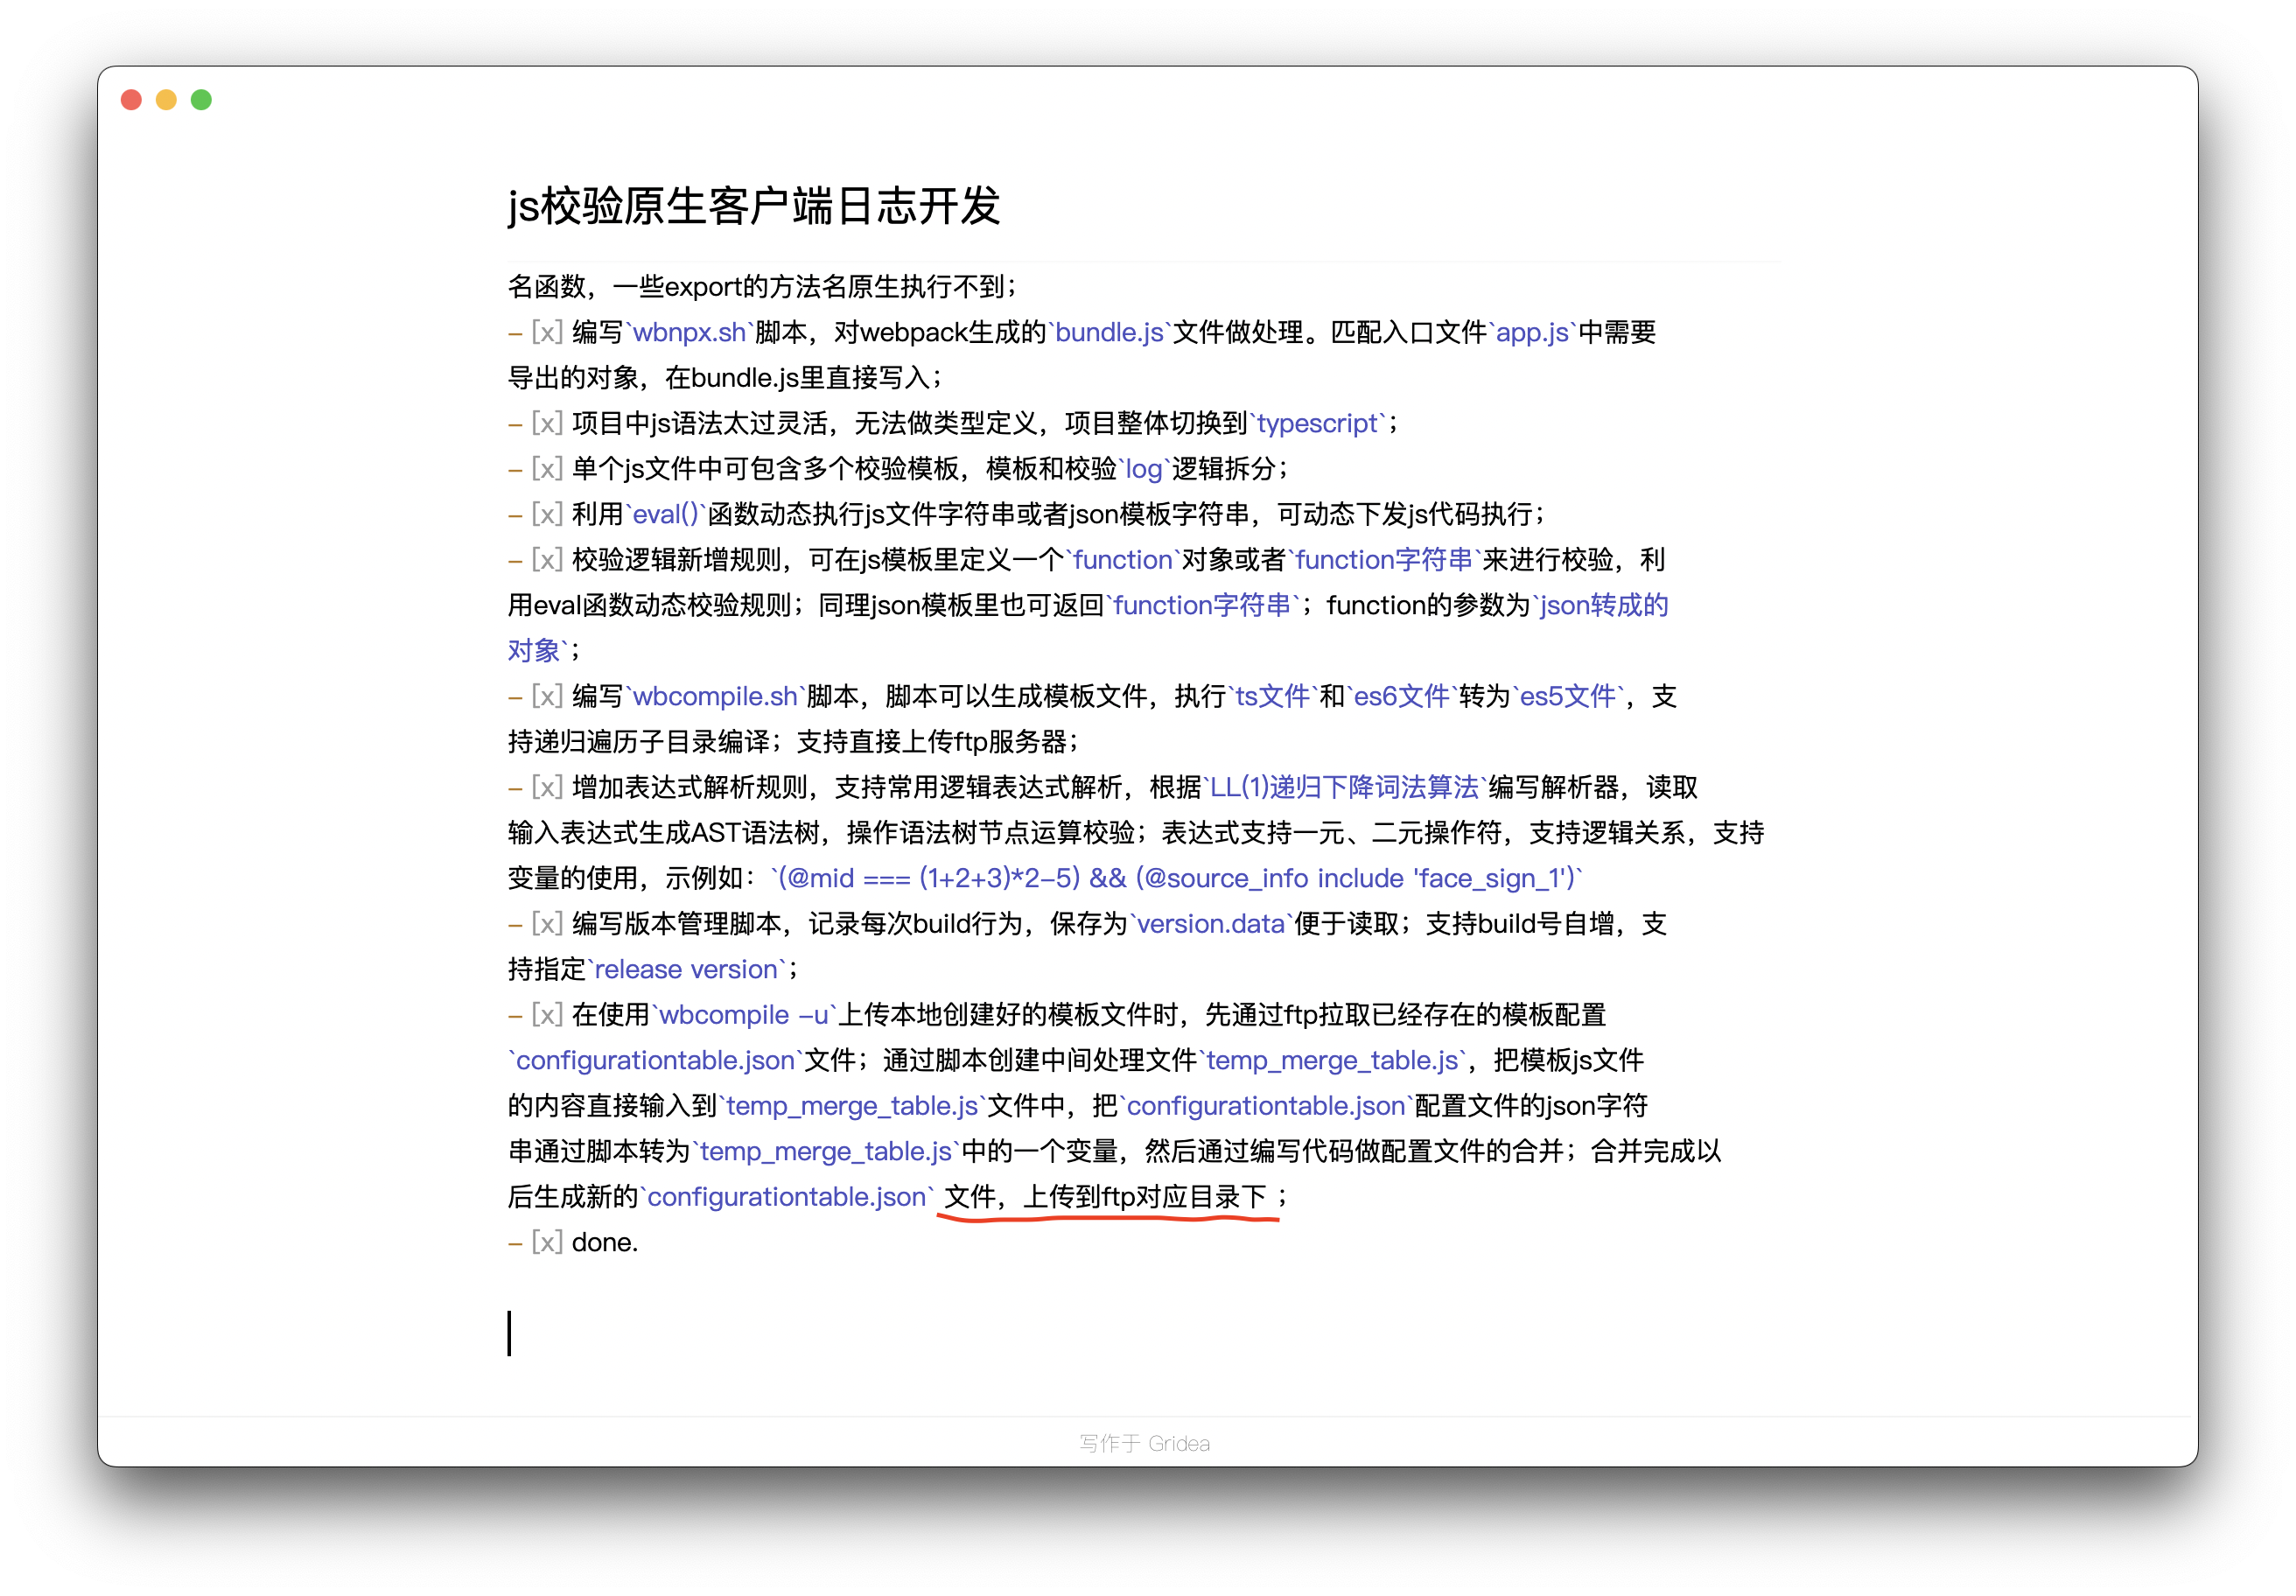 js校验原生客户端日志开发
名函数，一些export的方法名原生执行不到；
- [x] 编写`wbnpx.sh`脚本，对webpack生成的`bundle.js`文件做处理。匹配入口文件`app.js`中需要
导出的对象，在bundle.js里直接写入；
- [x] 项目中js语法太过灵活，无法做类型定义，项目整体切换到`typescript`；
- [x] 单个js文件中可包含多个校验模板，模板和校验`log`逻辑拆分；
- [x] 利用`eval()`函数动态执行js文件字符串或者json模板字符串，可动态下发js代码执行；
- [x] 校验逻辑新增规则，可在js模板里定义一个`function`对象或者`function字符串`来进行校验，利
用eval函数动态校验规则；同理json模板里也可返回`function字符串`；function的参数为`json转成的
对象`；
- [x] 编写`wbcompile.sh`脚本，脚本可以生成模板文件，执行`ts文件`和`es6文件`转为`es5文件`，支
持递归遍历子目录编译；支持直接上传ftp服务器；
- [x] 增加表达式解析规则，支持常用逻辑表达式解析，根据`LL(1)递归下降词法算法`编写解析器，读取
输入表达式生成AST语法树，操作语法树节点运算校验；表达式支持一元、二元操作符，支持逻辑关系，支持
变量的使用，示例如：`(@mid === (1+2+3)*2-5) && (@source_info include 'face_sign_1')`
- [x] 编写版本管理脚本，记录每次build行为，保存为`version.data`便于读取；支持build号自增，支
持指定`release version`；
- [x] 在使用`wbcompile -u`上传本地创建好的模板文件时，先通过ftp拉取已经存在的模板配置
`configurationtable.json`文件；通过脚本创建中间处理文件`temp_merge_table.js`，把模板js文件
的内容直接输入到`temp_merge_table.js`文件中，把`configurationtable.json`配置文件的json字符
串通过脚本转为`temp_merge_table.js`中的一个变量，然后通过编写代码做配置文件的合并；合并完成以
后生成新的`configurationtable.json` 文件，上传到ftp对应目录下 ；
- [x] done.
写作于 Gridea